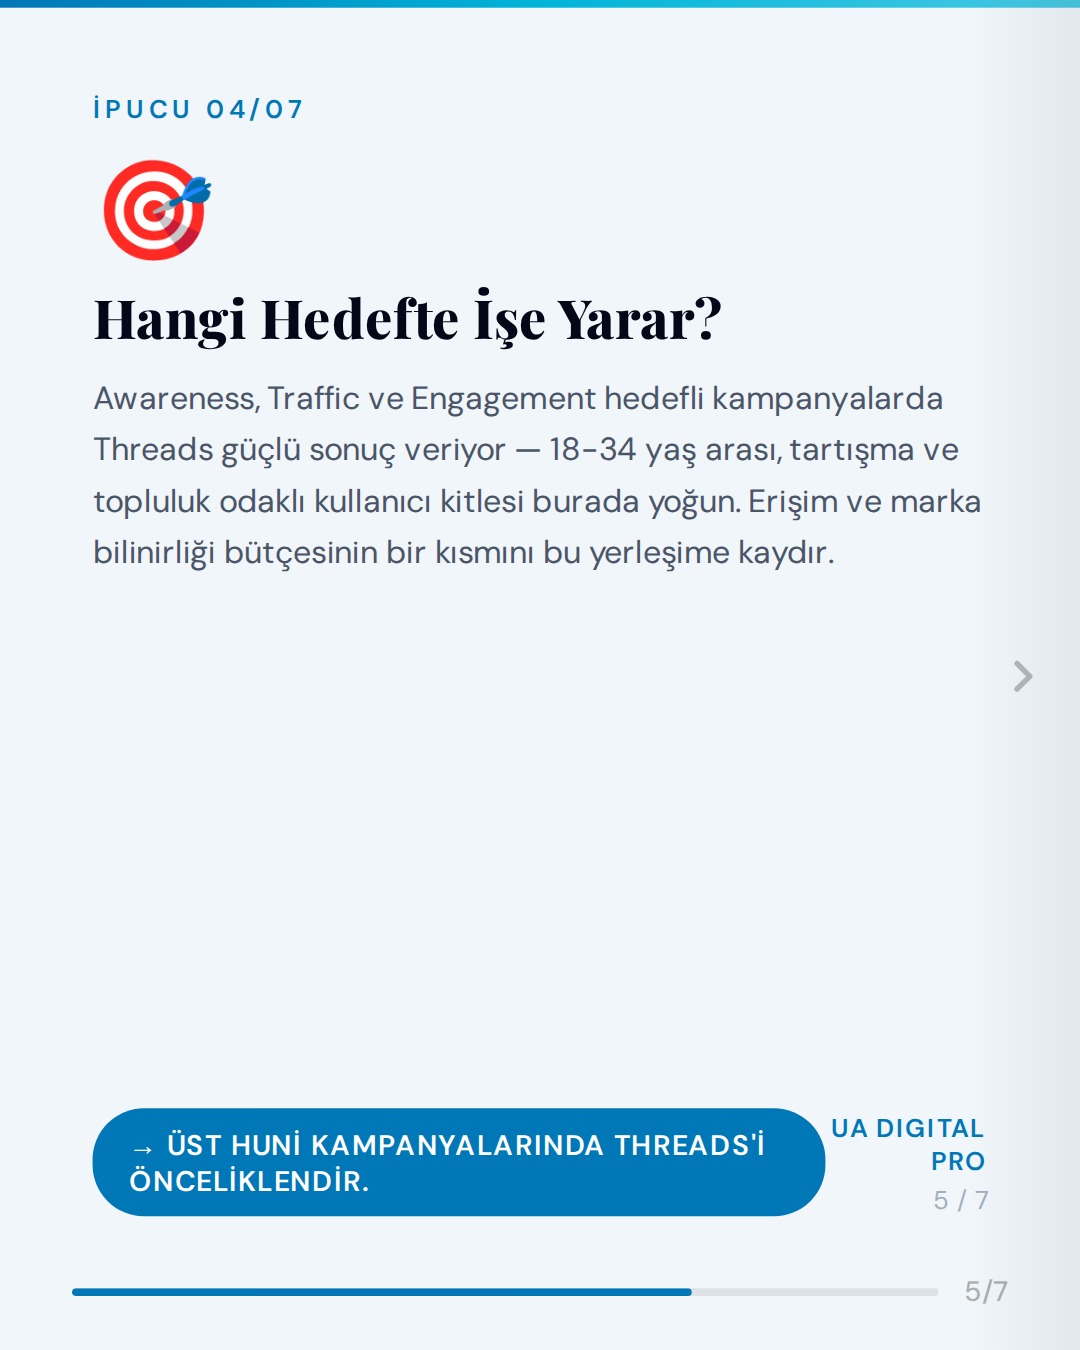 İPUCU 04/07
Hangi Hedefte İşe Yarar?
Awareness, Traffic ve Engagement hedefli kampanyalarda
Threads güçlü sonuç veriyor — 18-34 yaş arası, tartışma ve
topluluk odaklı kullanıcı kitlesi burada yoğun. Erişim ve marka
bilinirliği bütçesinin bir kısmını bu yerleşime kaydır.
→ ÜST HUNİ KAMPANYALARINDA THREADS'İ
ÖNCELİKLENDİR.
UA DIGITAL
PRO
5 / 7
5/7